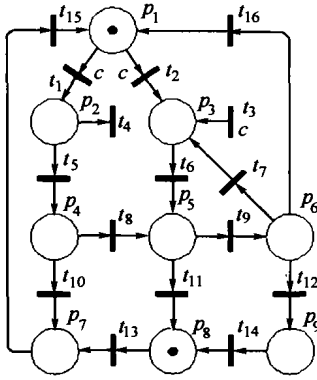 t15 p1 t16
t1 c c t2
p2 t4 p3 t3
c
t5 t6 t7
p4 t8 p5 t9 p6
t10 t11 t12
p7 t13 p8 t14 p9